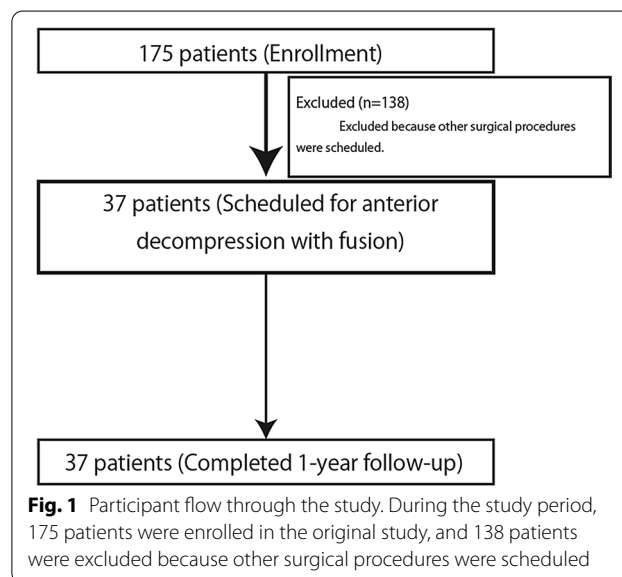 175 patients (Enrollment)
Excluded (n=138)
Excluded because other surgical procedures
were scheduled.
37 patients (Scheduled for anterior
decompression with fusion)
37 patients (Completed 1-year follow-up)
Fig. 1 Participant flow through the study. During the study period,
175 patients were enrolled in the original study, and 138 patients
were excluded because other surgical procedures were scheduled